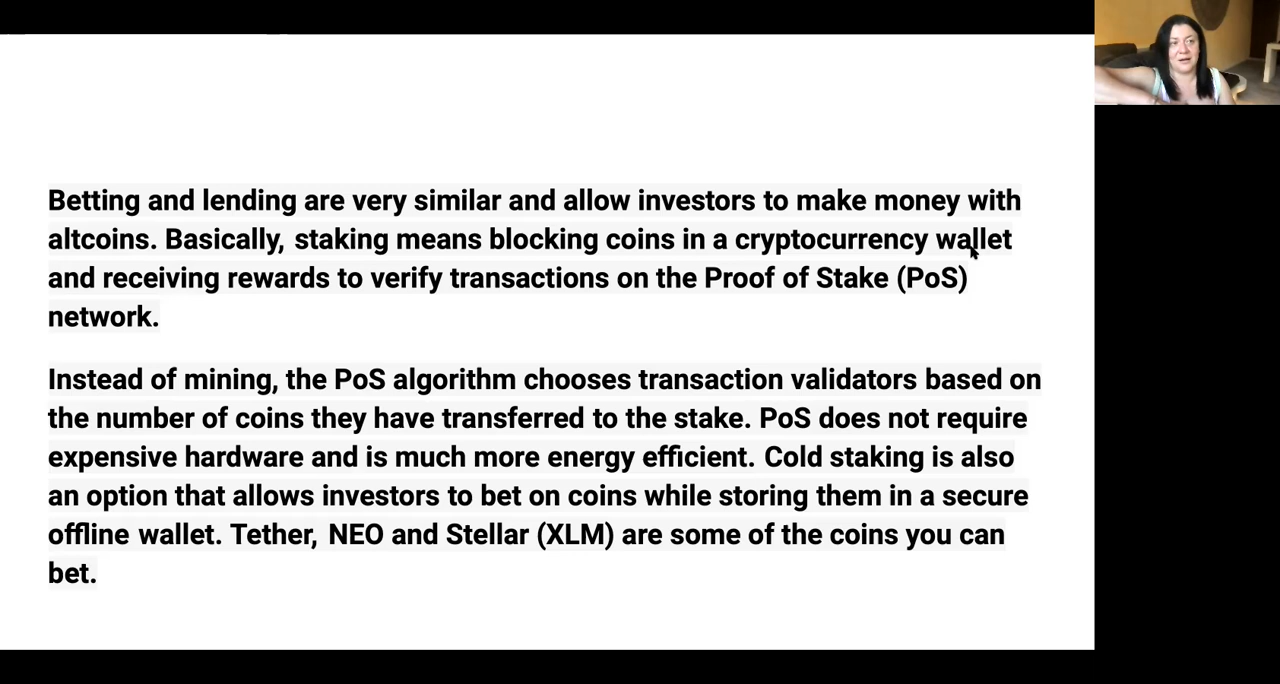 Betting and lending are very similar and allow investors to make money with
altcoins. Basically, staking means blocking coins in a cryptocurrency wallet
and receiving rewards to verify transactions on the Proof of Stake (PoS)
network.
Instead of mining, the PoS algorithm chooses transaction validators based on
the number of coins they have transferred to the stake. PoS does not require
expensive hardware and is much more energy efficient. Cold staking is also
an option that allows investors to bet on coins while storing them in a secure
offline wallet. Tether, NEO and Stellar (XLM) are some of the coins you can
bet.